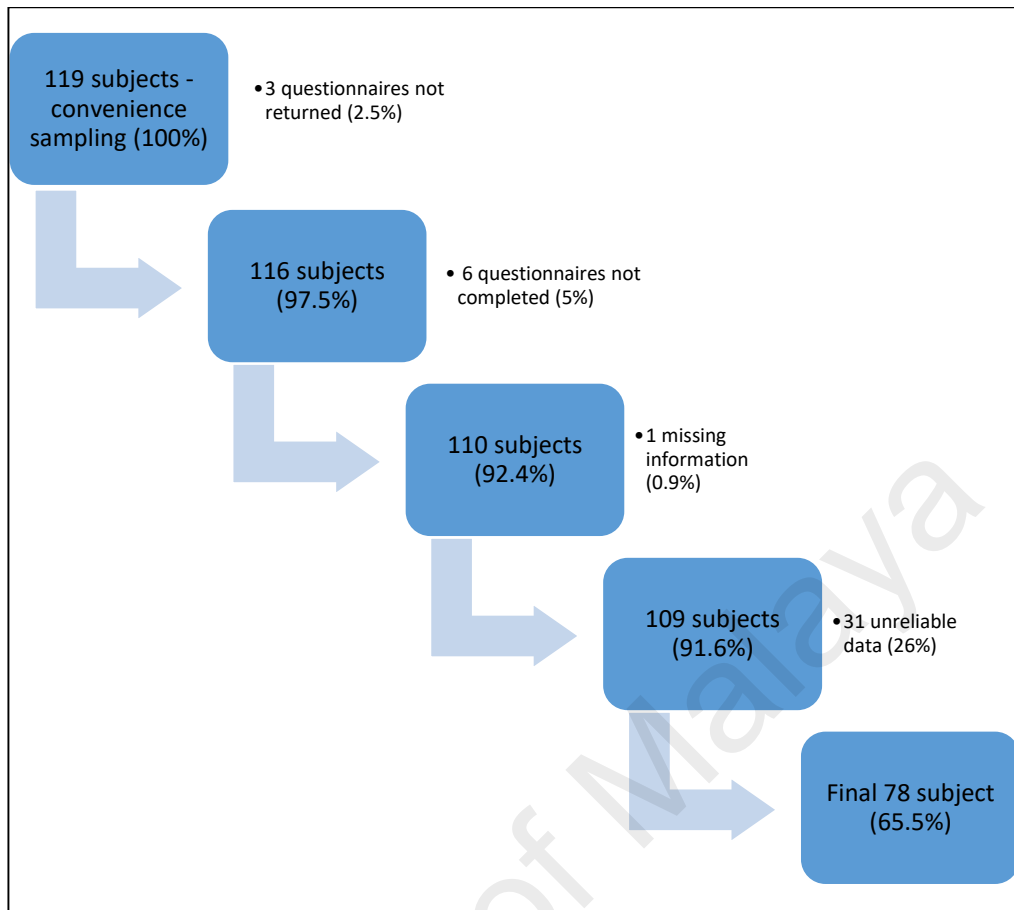 119 subjects -
convenience
sampling (100%)
•3 questionnaires not
returned (2.5%)
116 subjects
(97.5%)
• 6 questionnaires not
completed (5%)
110 subjects
(92.4%)
•1 missing
information
(0.9%)
109 subjects
(91.6%)
•31 unreliable
data (26%)
Final 78 subject
(65.5%)
of Malaya